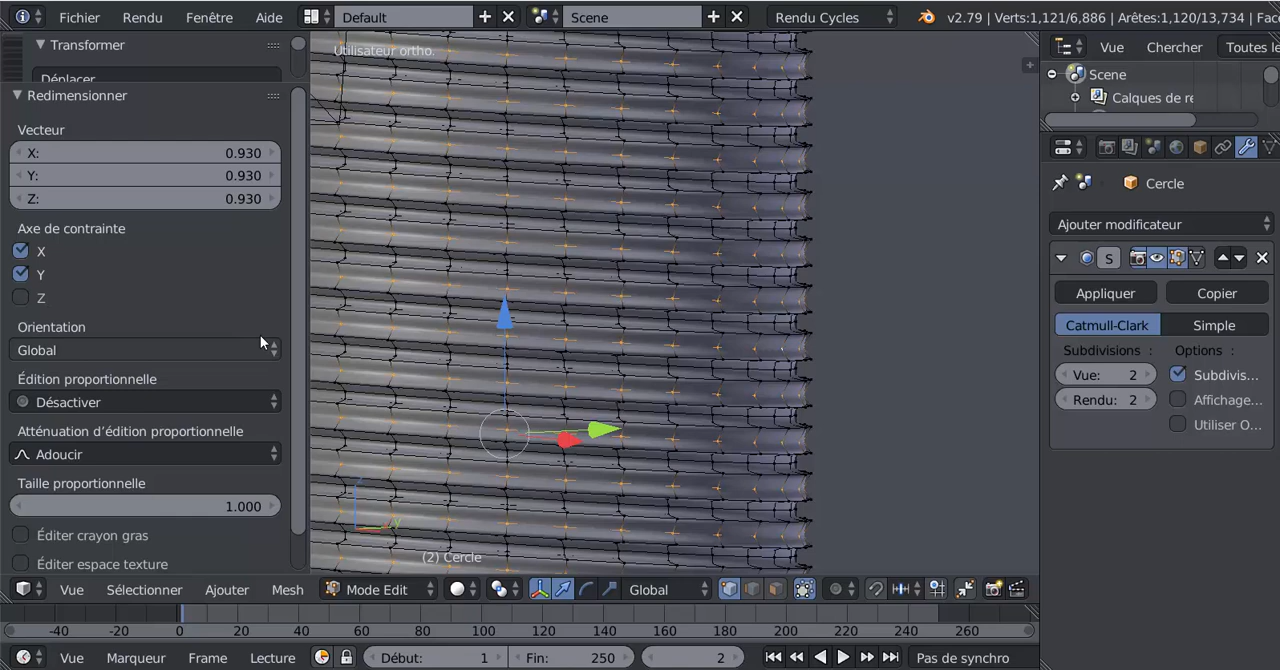 Fichier Rendu Fenêtre Aide Default Scene Rendu Cycles v2.79 | Verts:1,121/6,886 | Arêtes:1,120/13,734 | Fac
Transformer
Déplacer
Redimensionner
Vecteur
X: 0.930
Y: 0.930
Z: 0.930
Axe de contrainte
X
Y
Z
Orientation
Global
Édition proportionnelle
Désactiver
Atténuation d'édition proportionnelle
Adoucir
Taille proportionnelle
1.000
Éditer crayon gras
Éditer espace texture
Utilisateur ortho.
y
(2) Cercle
Vue Sélectionner Ajouter Mesh Mode Edit Global
Vue Chercher Toutes le
Scene
Calques de re
Cercle
Ajouter modificateur
S
Appliquer Copier
Catmull-Clark Simple
Subdivisions : Options :
Vue: 2 Subdivis...
Rendu: 2 Affichage...
Utiliser O...
-40 -20 0 20 40 60 80 100 120 140 160 180 200 220 240 260
Vue Marqueur Frame Lecture Début: 1 Fin: 250 2 Pas de synchro